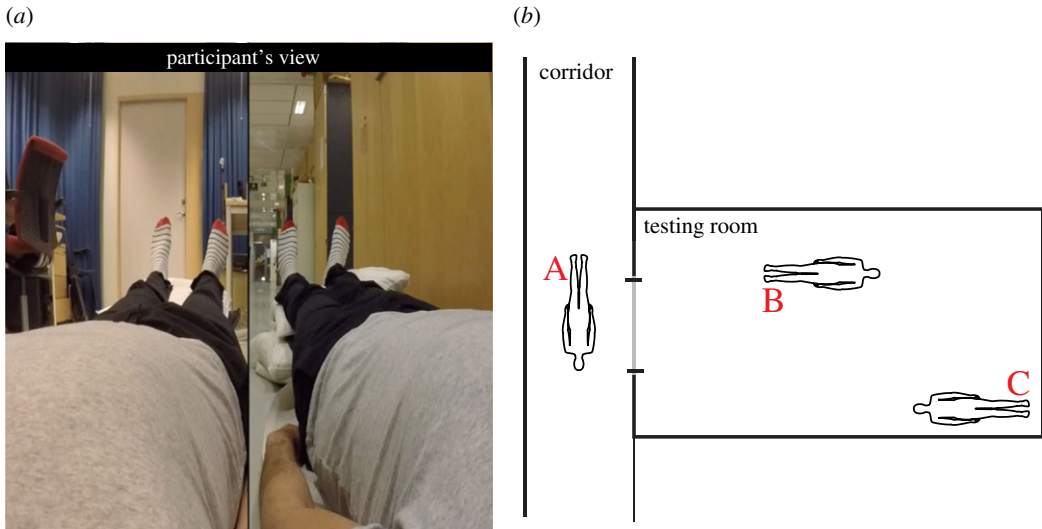 (a)
participant's view
(b)
corridor
testing room
A
B
C